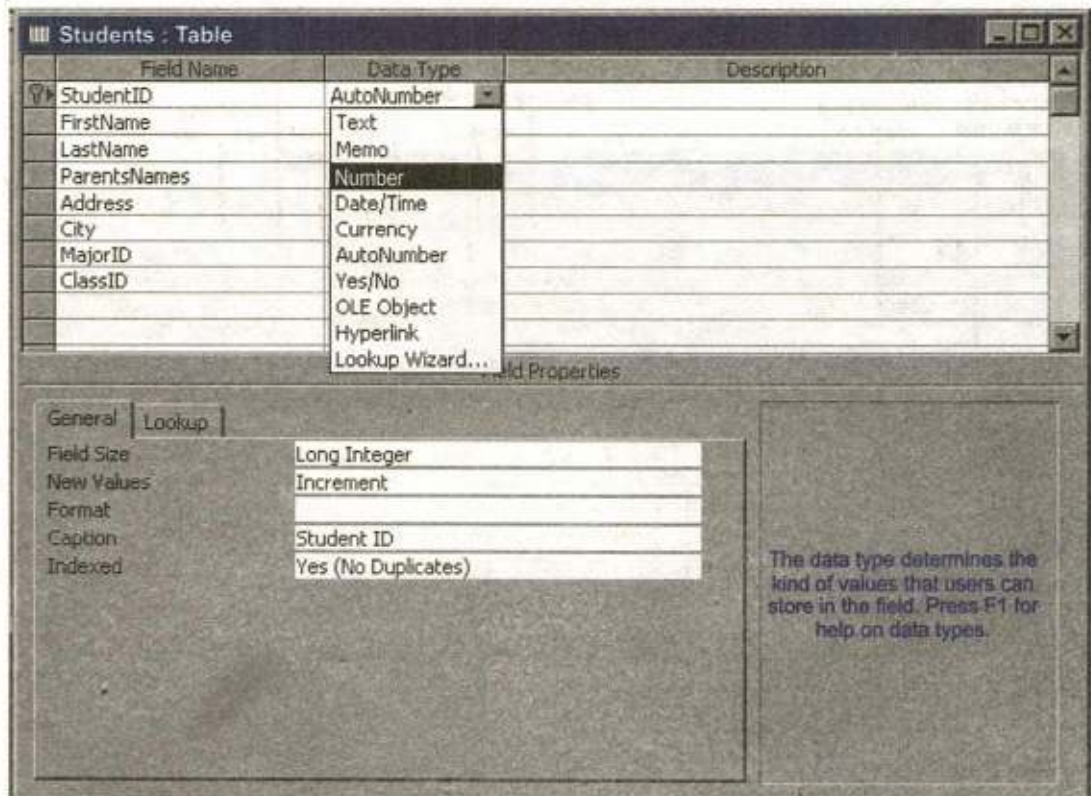 Students : Table
Field Name Data Type Description
StudentID AutoNumber
FirstName Text
LastName Memo
ParentsNames Number
Address Date/Time
City Currency
MajorID AutoNumber
ClassID Yes/No
OLE Object
Hyperlink
Lookup Wizard...
Properties
General Lookup
Field Size Long Integer
New Values Increment
Format
Caption Student ID
Indexed Yes (No Duplicates)
The data type determines the
kind of values that users can
store in the field. Press F1 for
help on data types.